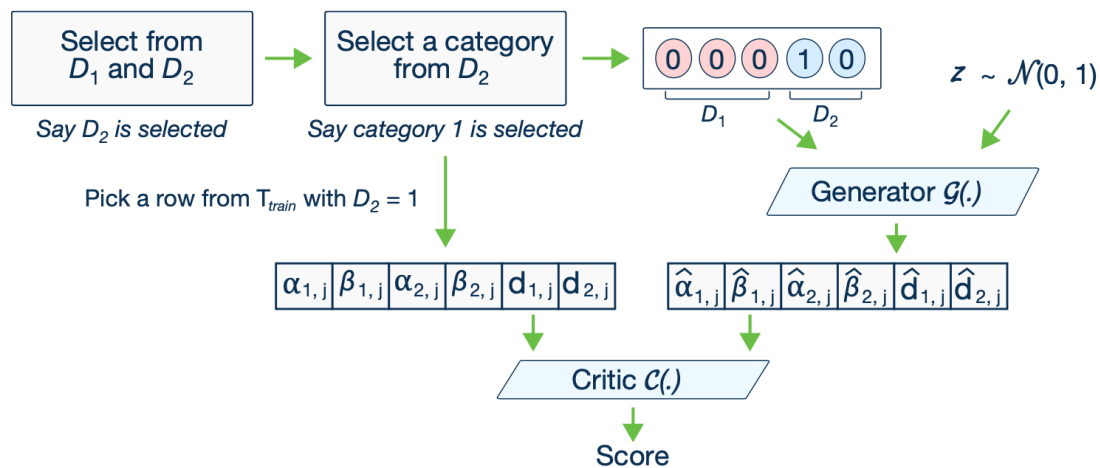 Select from
D₁ and D₂
Say D₂ is selected
Select a category
from D₂
Say category 1 is selected
0 0 0 1 0
D₁ D₂
z ~ 𝒩(0, 1)
Pick a row from T_train with D₂ = 1
Generator 𝒢(.)
α₁, ⱼ β₁, ⱼ α₂, ⱼ β₂, ⱼ d₁, ⱼ d₂, ⱼ
α̂₁, ⱼ β̂₁, ⱼ α̂₂, ⱼ β̂₂, ⱼ d̂₁, ⱼ d̂₂, ⱼ
Critic 𝒞(.)
Score